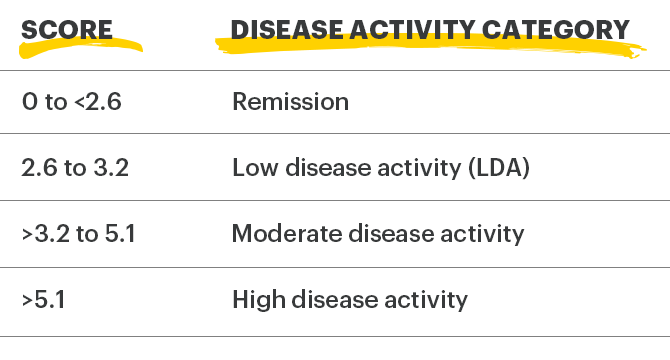 SCORE DISEASE ACTIVITY CATEGORY
0 to <2.6 Remission
2.6 to 3.2 Low disease activity (LDA)
>3.2 to 5.1 Moderate disease activity
>5.1 High disease activity